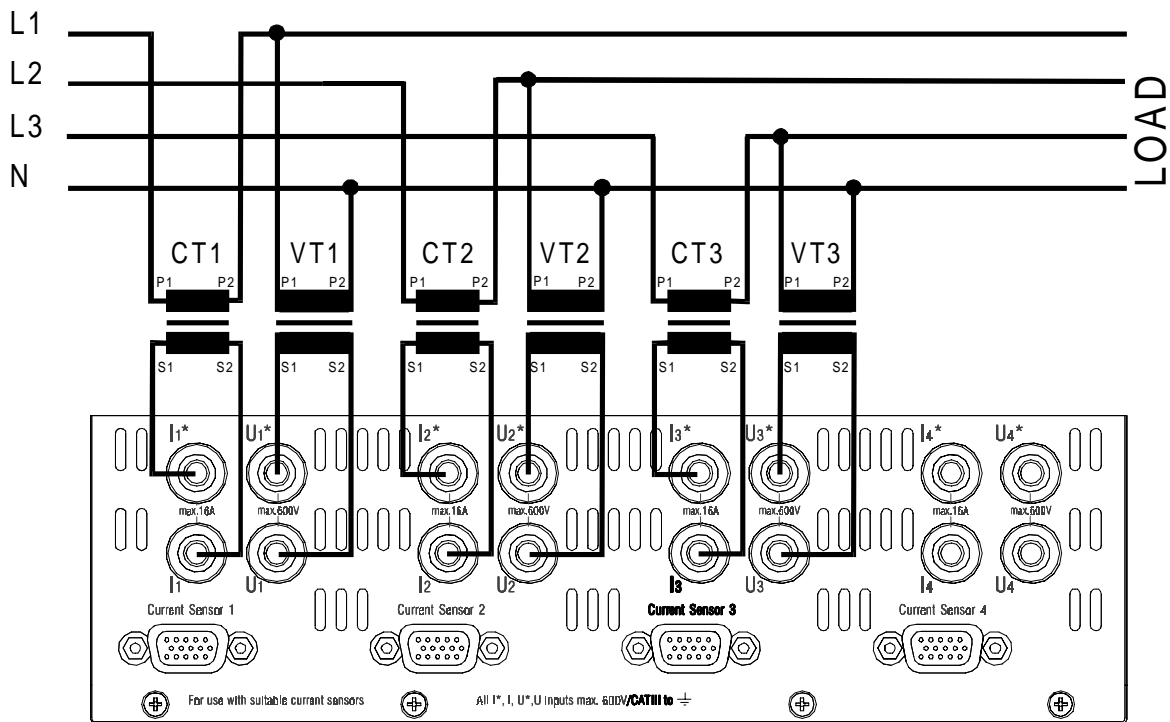 L1
L2
L3
N
LOAD
CT1 VT1 CT2 VT2 CT3 VT3
P1 P2 P1 P2 P1 P2 P1 P2 P1 P2 P1 P2
S1 S2 S1 S2 S1 S2 S1 S2 S1 S2 S1 S2
I1* U1* I2* U2* I3* U3* I4* U4*
max.16A max.600V max.16A max.600V max.16A max.600V max.16A max.600V
I1 U1 I2 U2 I3 U3 I4 U4
Current Sensor 1 Current Sensor 2 Current Sensor 3 Current Sensor 4
For use with suitable current sensors All I*, I, U*,U inputs max. 600V/CATIII to ⏚